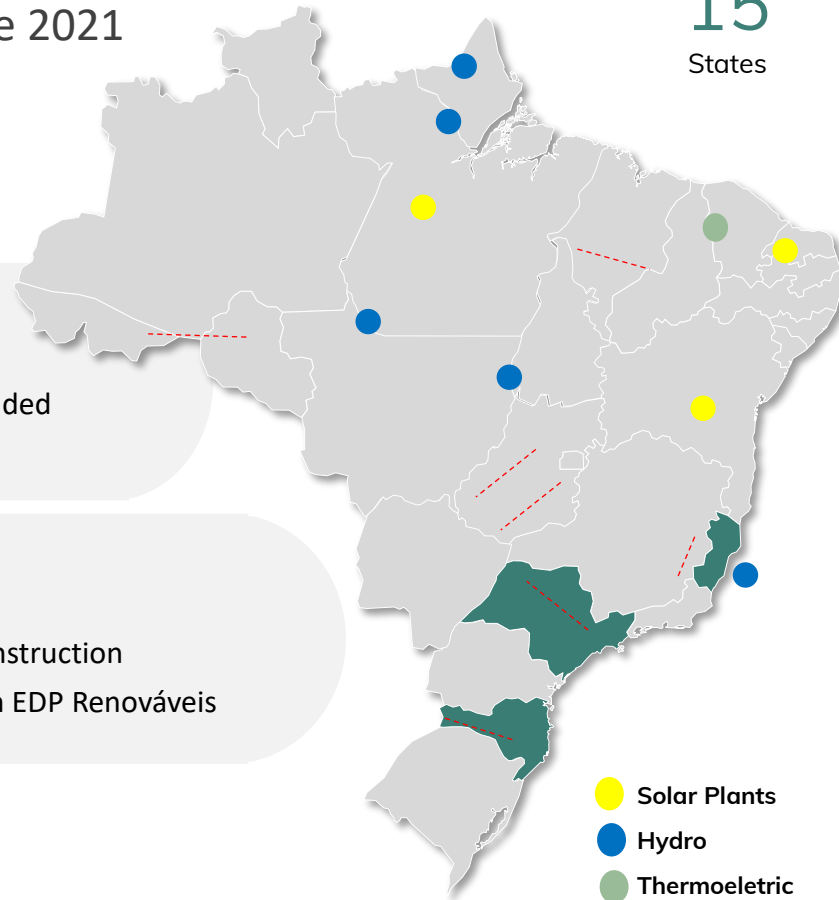 e 2021
15
States
ded
nstruction
EDP Renováveis
Solar Plants
Hydro
Thermoeletric